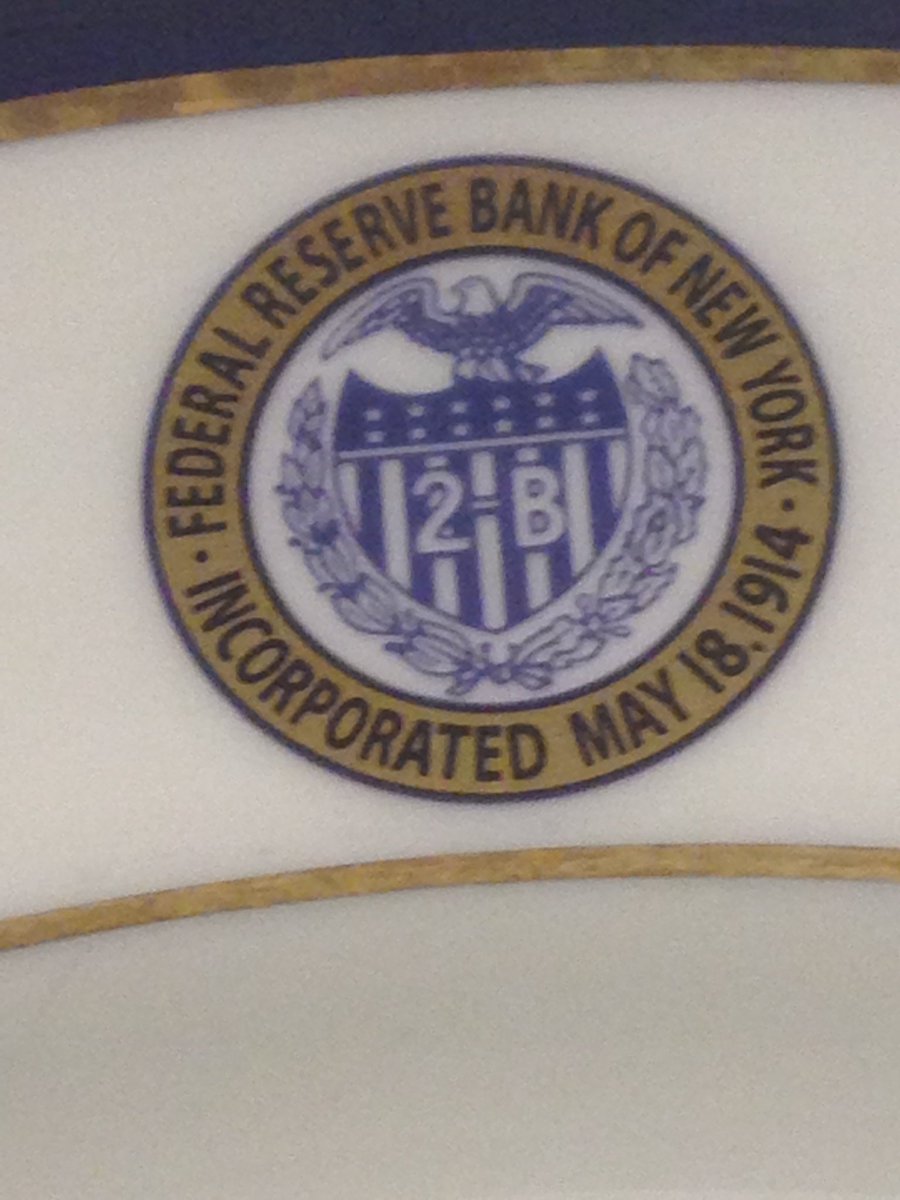 · FEDERAL RESERVE BANK OF NEW YORK ·
INCORPORATED MAY 18, 1914
2-B